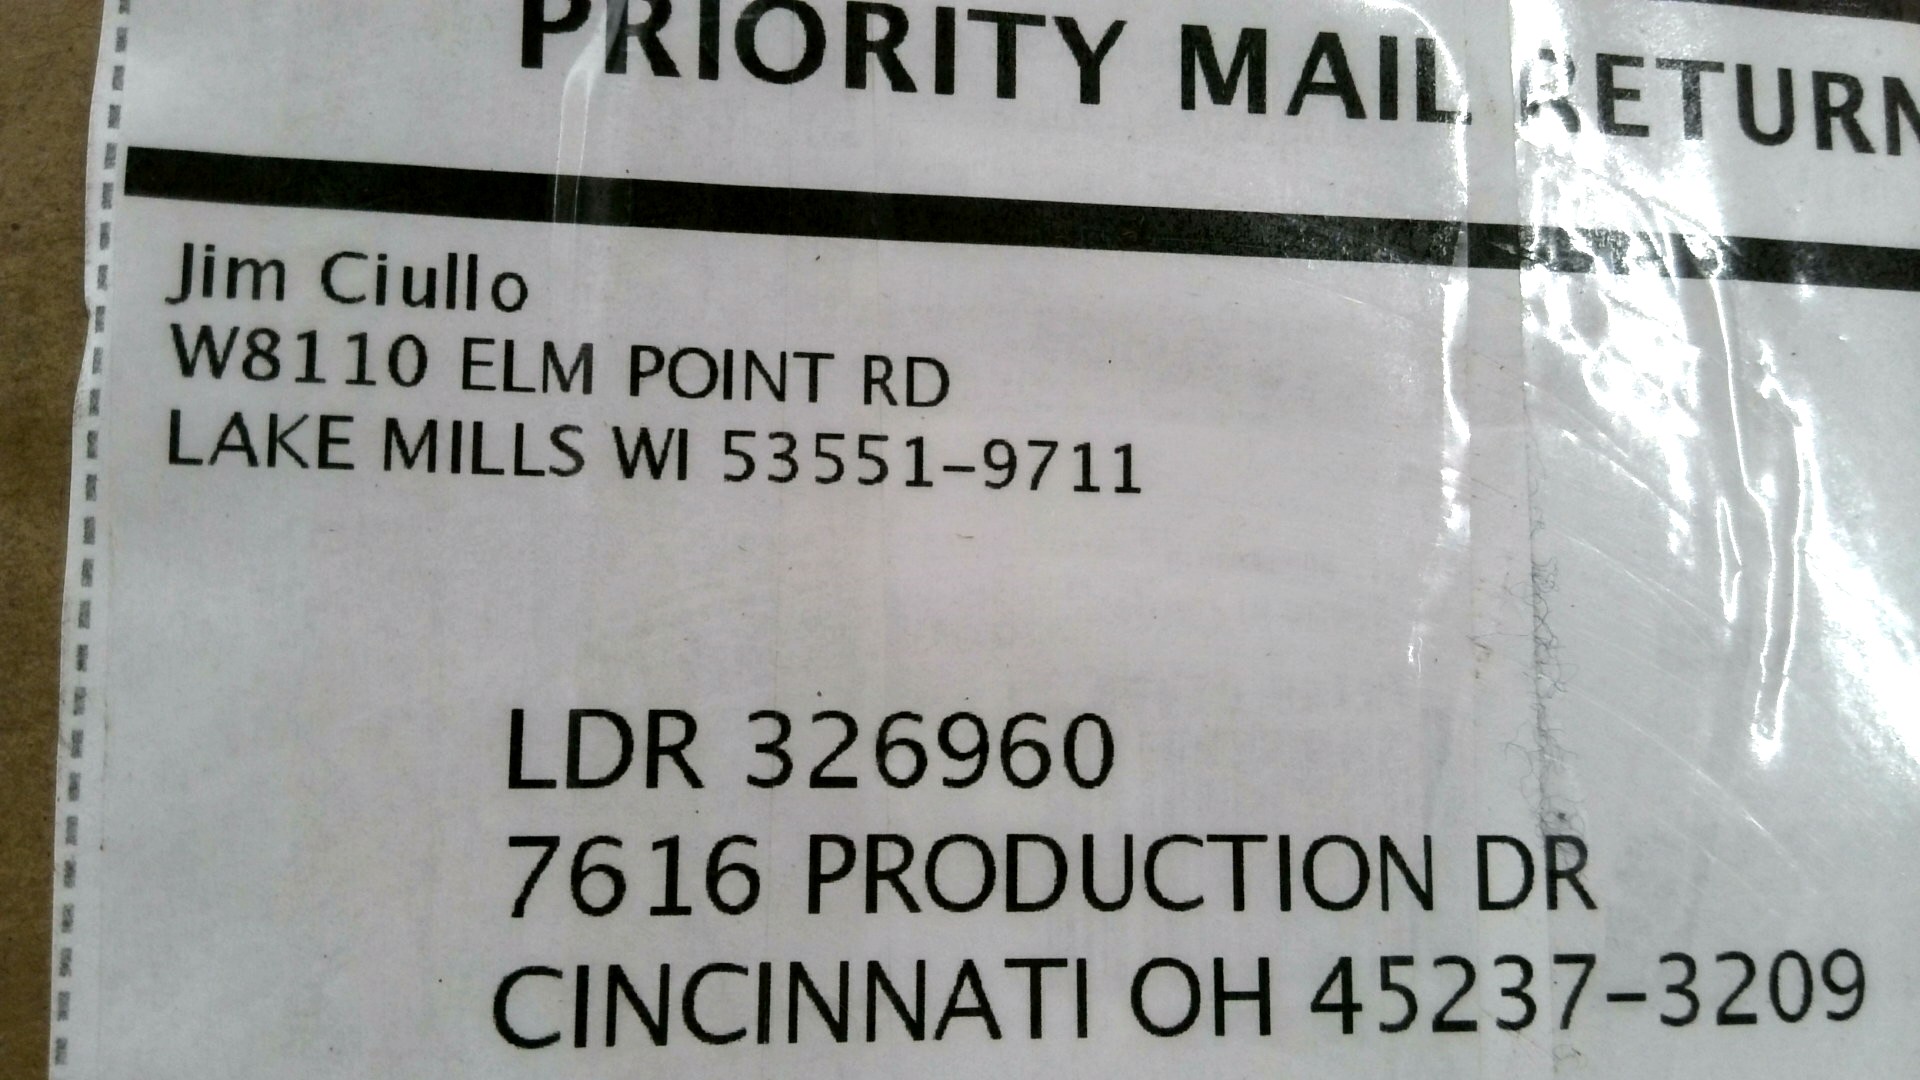 PRIORITY MAIL RETURN
Jim Ciullo
W8110 ELM POINT RD
LAKE MILLS WI 53551-9711
LDR 326960
7616 PRODUCTION DR
CINCINNATI OH 45237-3209